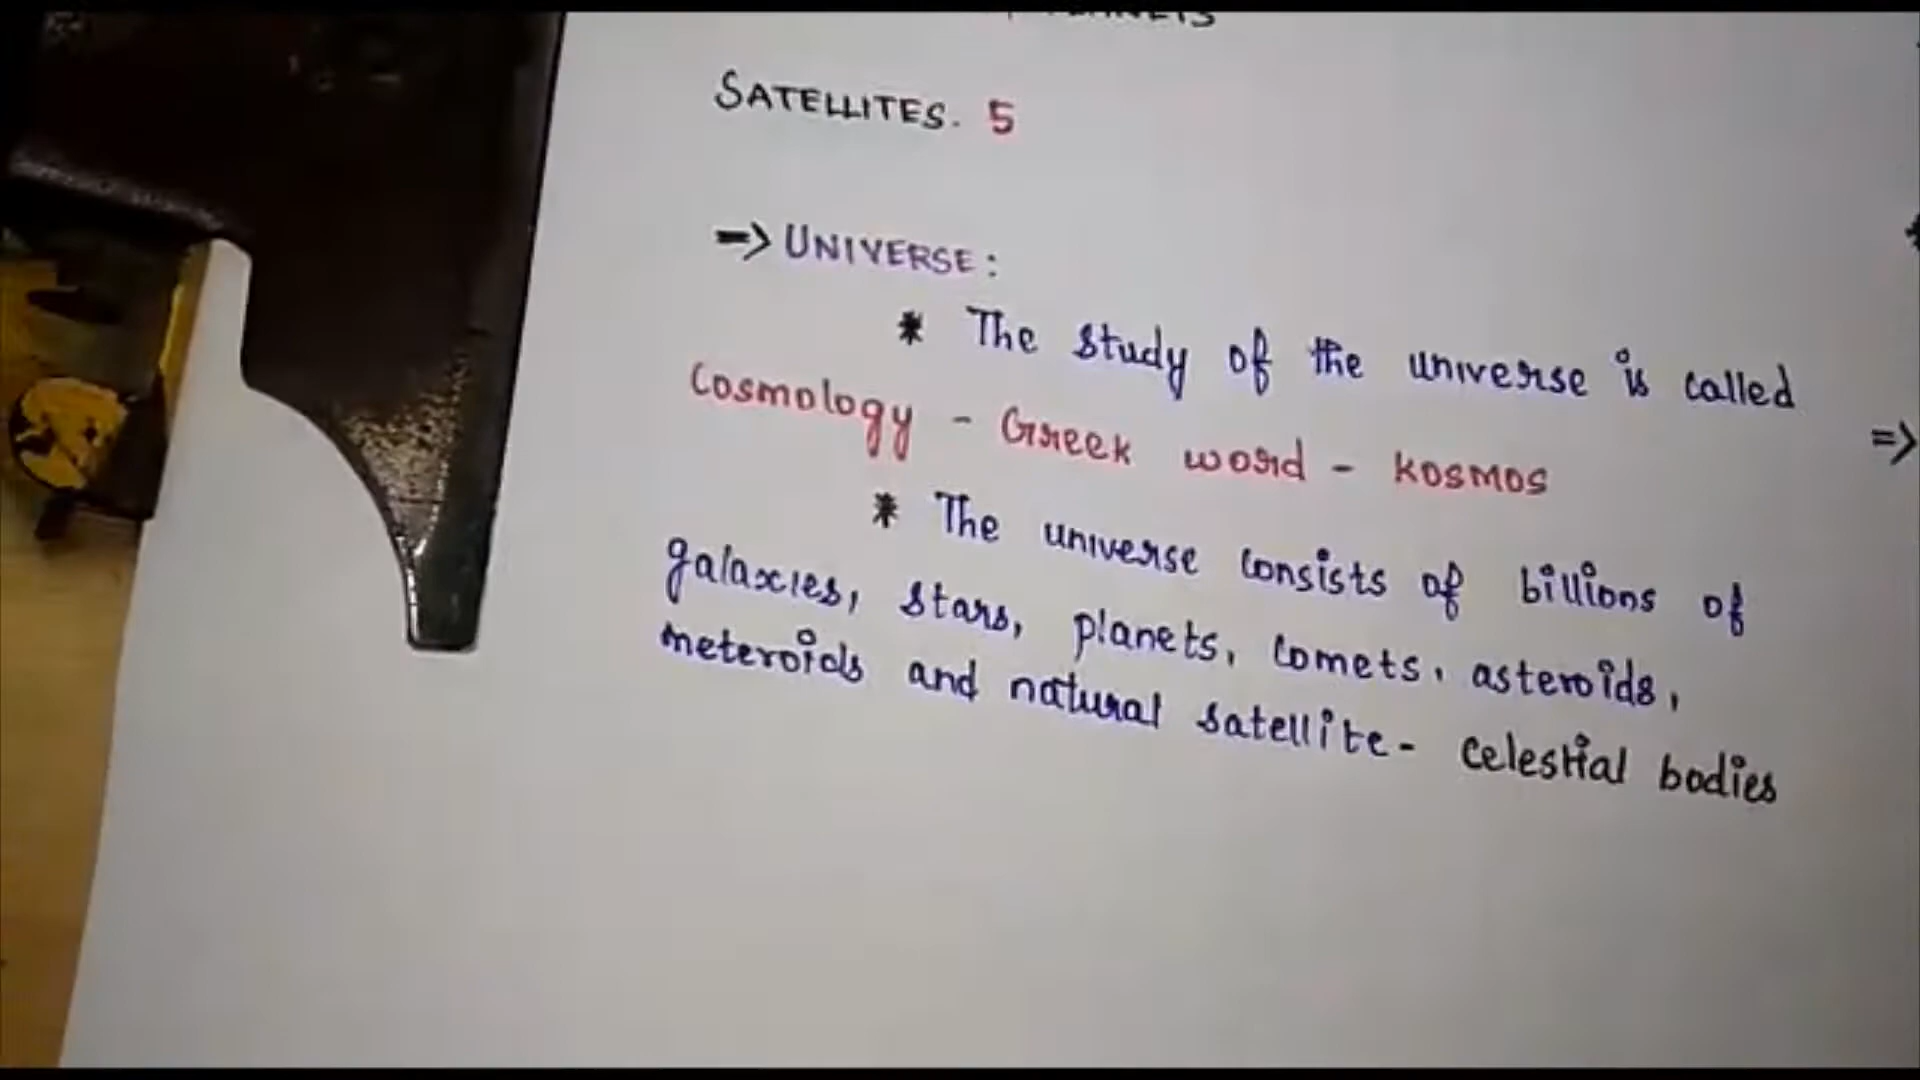 SATELLITES. 5
=> UNIVERSE:
* The study of the universe is called
Cosmology - Greek word - kosmos
* The universe consists of billions of
galaxies, stars, planets, comets, asteroids,
meteroids and natural satellite - celestial bodies
=>